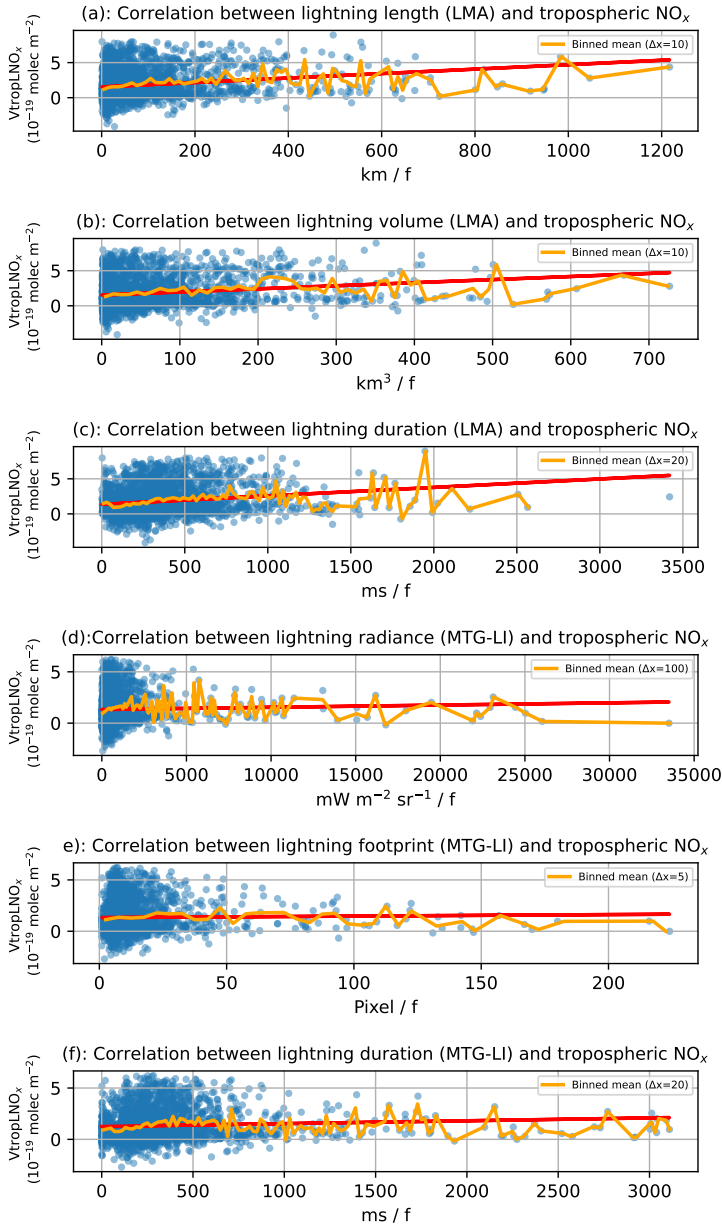 (a): Correlation between lightning length (LMA) and tropospheric NOₓ
VtropLNOₓ
(10⁻¹⁹ molec m⁻²)
Binned mean (Δx=10)
5
0
0 200 400 600 800 1000 1200
km / f
(b): Correlation between lightning volume (LMA) and tropospheric NOₓ
VtropLNOₓ
(10⁻¹⁹ molec m⁻²)
Binned mean (Δx=10)
5
0
0 100 200 300 400 500 600 700
km³ / f
(c): Correlation between lightning duration (LMA) and tropospheric NOₓ
VtropLNOₓ
(10⁻¹⁹ molec m⁻²)
Binned mean (Δx=20)
5
0
0 500 1000 1500 2000 2500 3000 3500
ms / f
(d):Correlation between lightning radiance (MTG-LI) and tropospheric NOₓ
VtropLNOₓ
(10⁻¹⁹ molec m⁻²)
Binned mean (Δx=100)
5
0
0 5000 10000 15000 20000 25000 30000 35000
mW m⁻² sr⁻¹ / f
e): Correlation between lightning footprint (MTG-LI) and tropospheric NOₓ
VtropLNOₓ
(10⁻¹⁹ molec m⁻²)
Binned mean (Δx=5)
5
0
0 50 100 150 200
Pixel / f
(f): Correlation between lightning duration (MTG-LI) and tropospheric NOₓ
VtropLNOₓ
(10⁻¹⁹ molec m⁻²)
Binned mean (Δx=20)
5
0
0 500 1000 1500 2000 2500 3000
ms / f